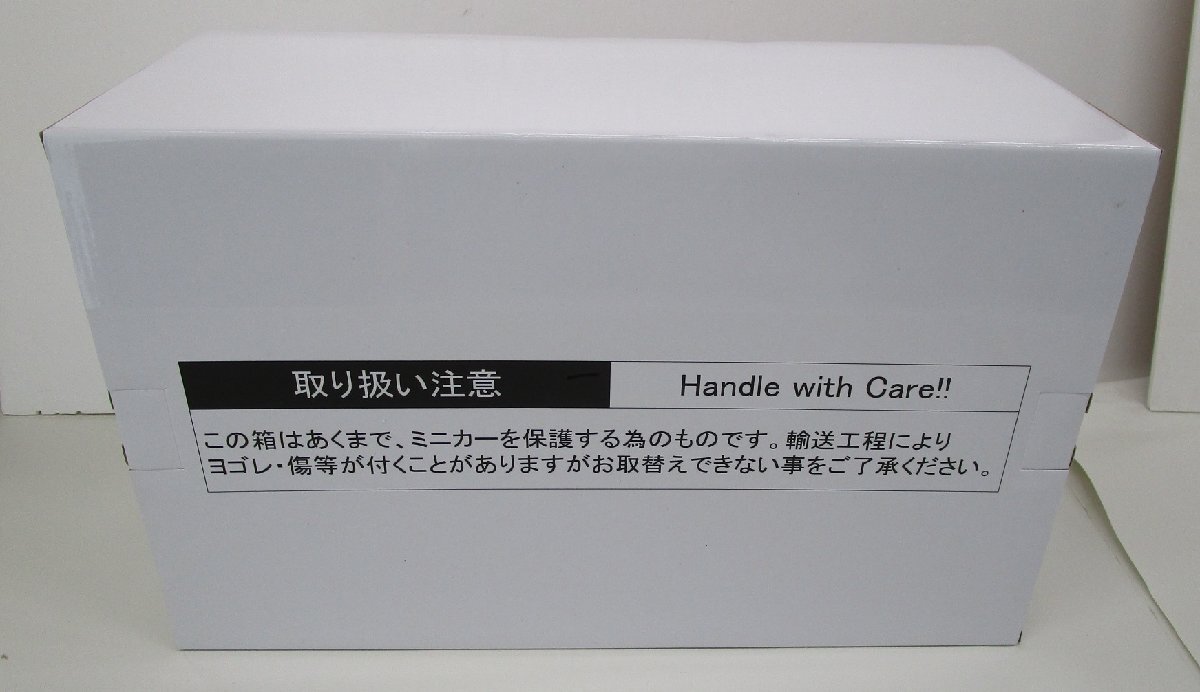 取り扱い注意
Handle with Care!!
この箱はあくまで、ミニカーを保護する為のものです。輸送工程により
ヨゴレ・傷等が付くことがありますがお取替えできない事をご了承ください。